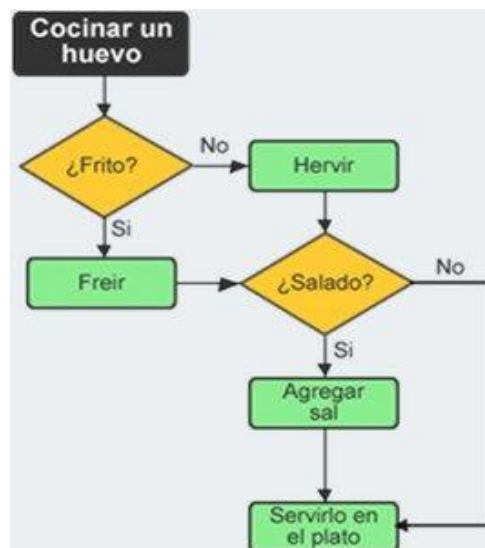 Cocinar un
huevo
¿Frito?
No
Hervir
Si
Freir
¿Salado?
No
Si
Agregar
sal
Servirlo en
el plato